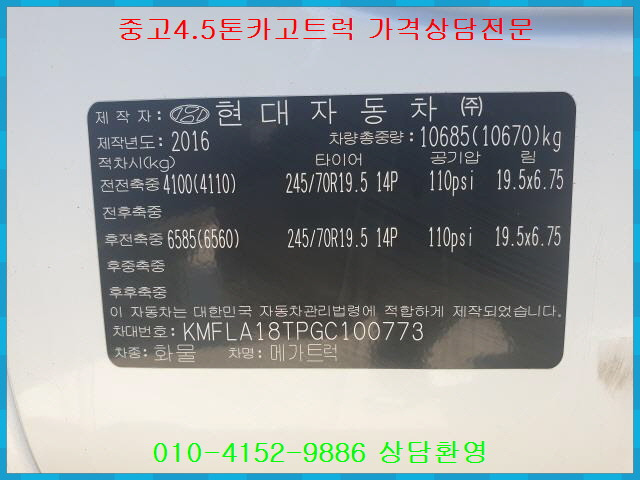 중고4.5톤카고트럭 가격상담전문
제 작 자: 현 대 자 동 차 ㈜
제작년도: 2016 차량총중량: 10685(10670)kg
적차시(kg) 타이어 공기압 림
전전축중 4100(4110) 245/70R19.5 14P 110psi 19.5x6.75
전후축중
후전축중 6585(6560) 245/70R19.5 14P 110psi 19.5x6.75
후중축중
후후축중
이 자동차는 대한민국 자동차관리법령에 적합하게 제작되었습니다.
차대번호: KMFLA18TPGC100773
차종: 화물 차명: 메가트럭
010-4152-9886 상담환영